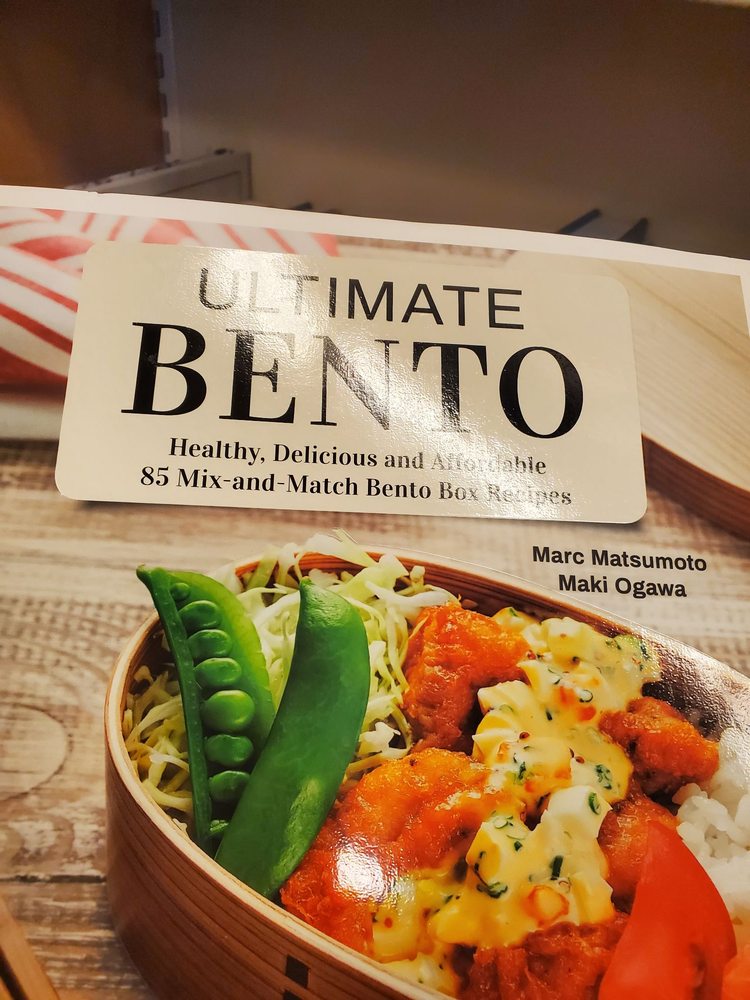 ULTIMATE
BENTO
Healthy, Delicious and Affordable
85 Mix-and-Match Bento Box Recipes
Marc Matsumoto
Maki Ogawa